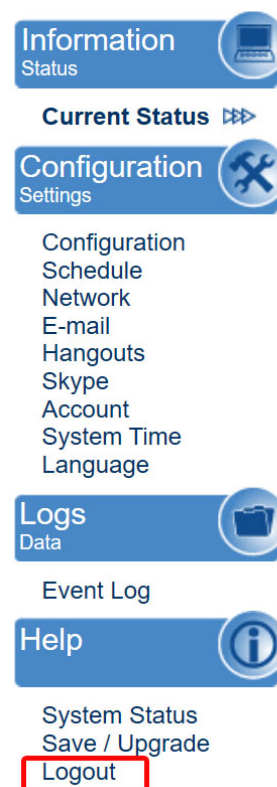 Information
Status
Current Status
Configuration
Settings
Configuration
Schedule
Network
E-mail
Hangouts
Skype
Account
System Time
Language
Logs
Data
Event Log
Help
System Status
Save / Upgrade
Logout